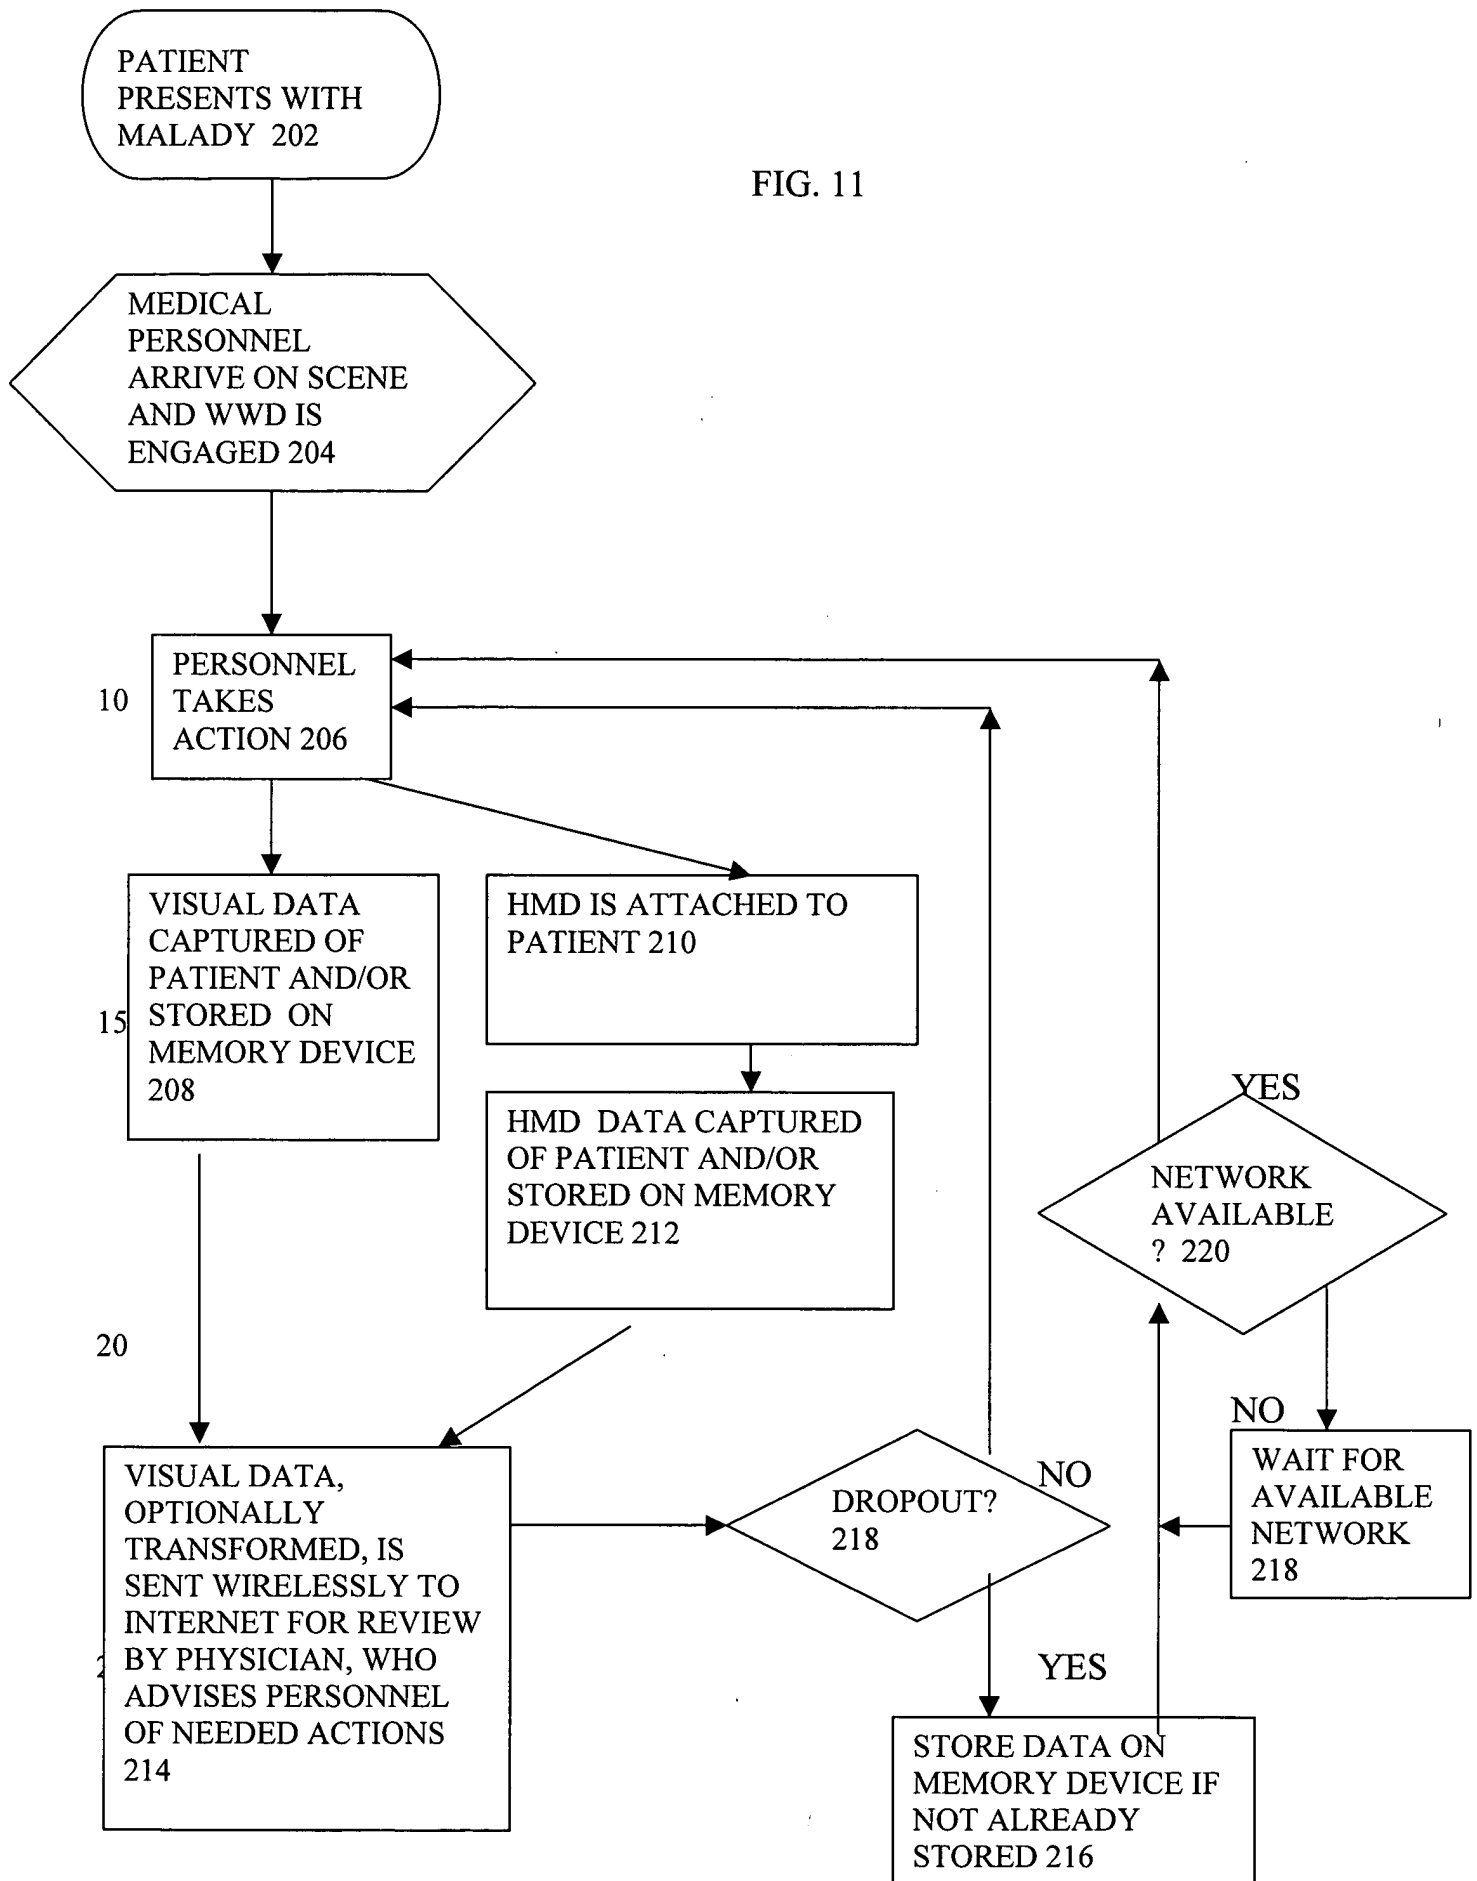 PATIENT
PRESENTS WITH
MALADY 202
FIG. 11
MEDICAL
PERSONNEL
ARRIVE ON SCENE
AND WWD IS
ENGAGED 204
PERSONNEL
TAKES
ACTION 206
10
VISUAL DATA
CAPTURED OF
PATIENT AND/OR
STORED ON
MEMORY DEVICE
208
15
HMD IS ATTACHED TO
PATIENT 210
HMD DATA CAPTURED
OF PATIENT AND/OR
STORED ON MEMORY
DEVICE 212
YES
NETWORK
AVAILABLE
? 220
20
NO
WAIT FOR
AVAILABLE
NETWORK
218
VISUAL DATA,
OPTIONALLY
TRANSFORMED, IS
SENT WIRELESSLY TO
INTERNET FOR REVIEW
BY PHYSICIAN, WHO
ADVISES PERSONNEL
OF NEEDED ACTIONS
214
DROPOUT?
218
NO
YES
STORE DATA ON
MEMORY DEVICE IF
NOT ALREADY
STORED 216